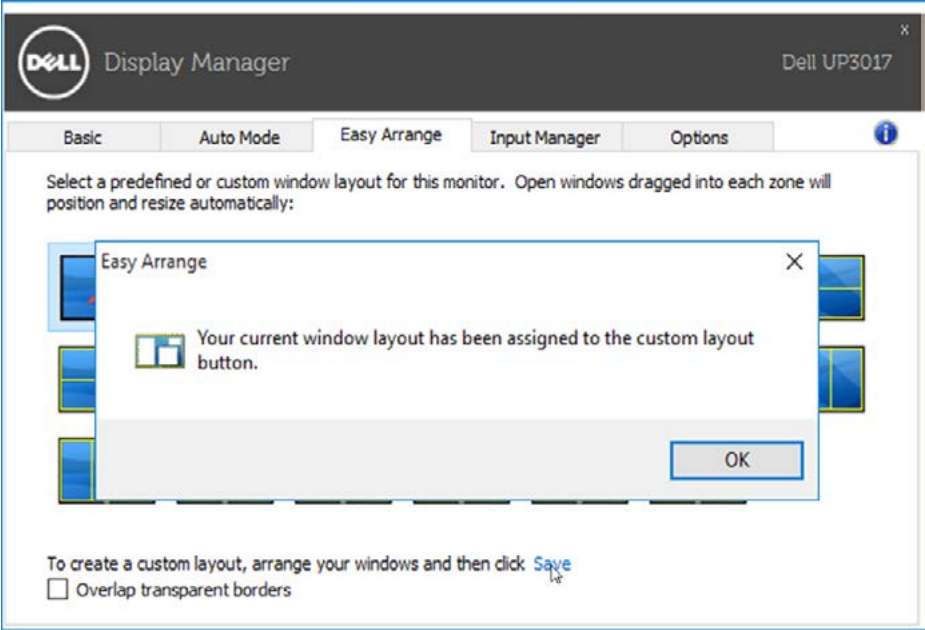 x
DELL Display Manager Dell UP3017
Basic Auto Mode Easy Arrange Input Manager Options i
Select a predefined or custom window layout for this monitor. Open windows dragged into each zone will
position and resize automatically:
Easy Arrange
Your current window layout has been assigned to the custom layout
button.
OK
To create a custom layout, arrange your windows and then click Save
Overlap transparent borders